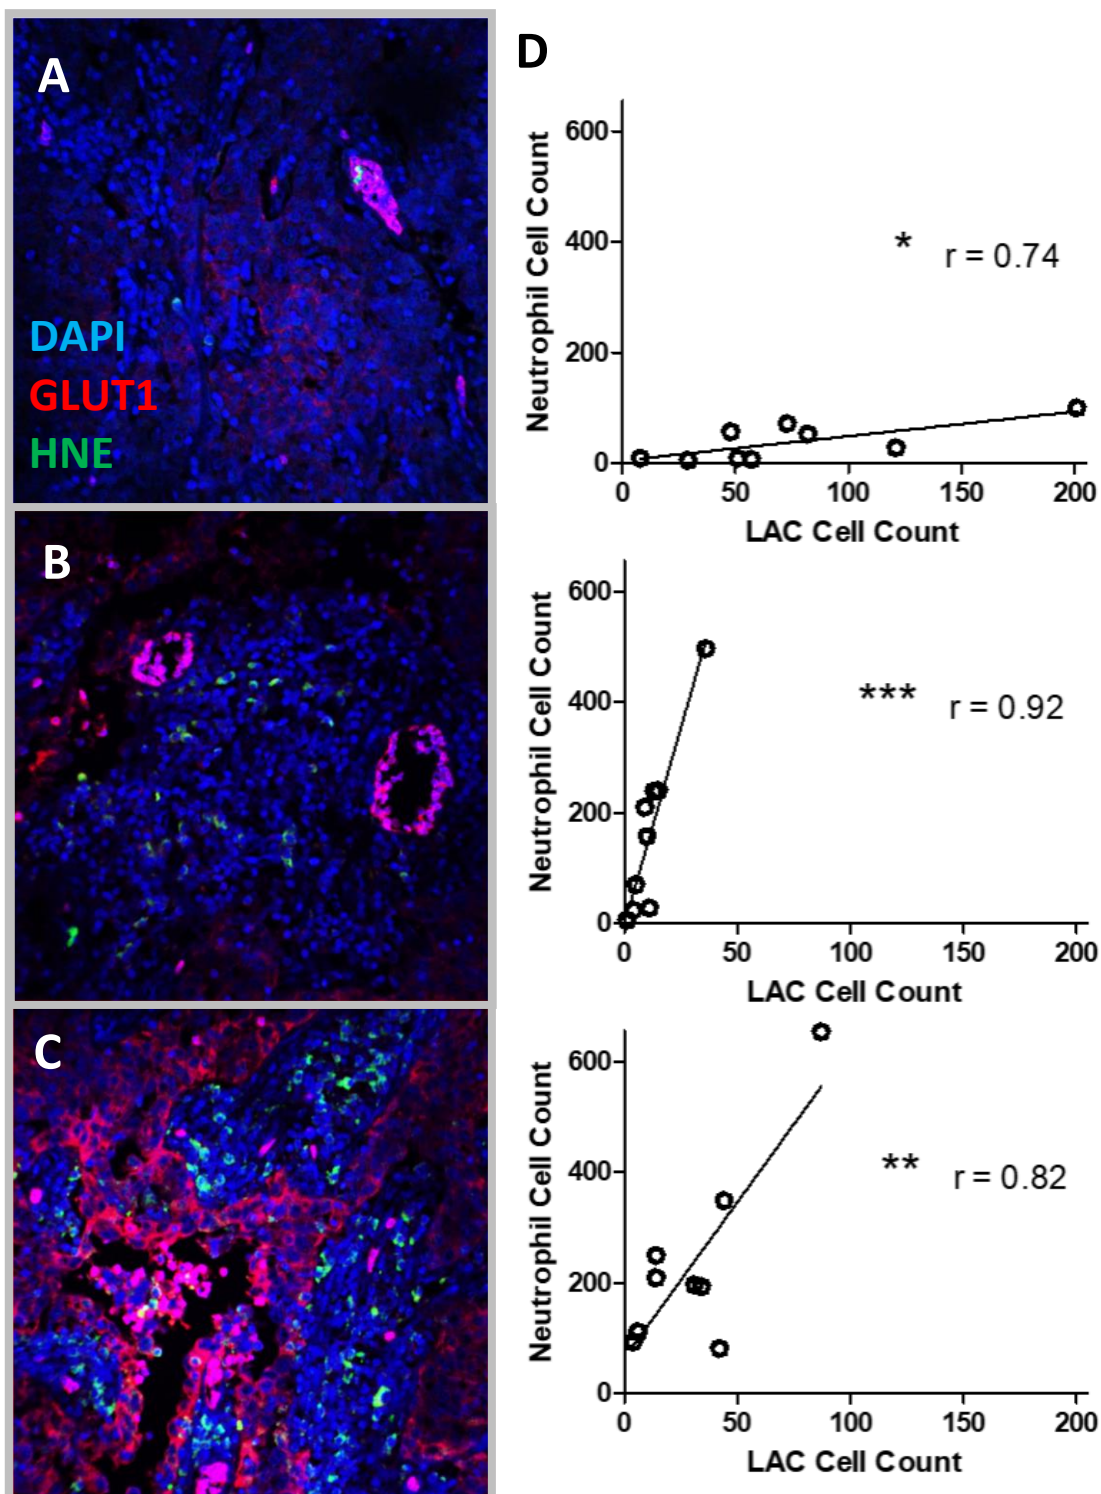 A
DAPI
GLUT1
HNE
B
C
D
Neutrophil Cell Count
600
400
200
0
* r = 0.74
0 50 100 150 200
LAC Cell Count
Neutrophil Cell Count
600
400
200
0
*** r = 0.92
0 50 100 150 200
LAC Cell Count
Neutrophil Cell Count
600
400
200
0
** r = 0.82
0 50 100 150 200
LAC Cell Count